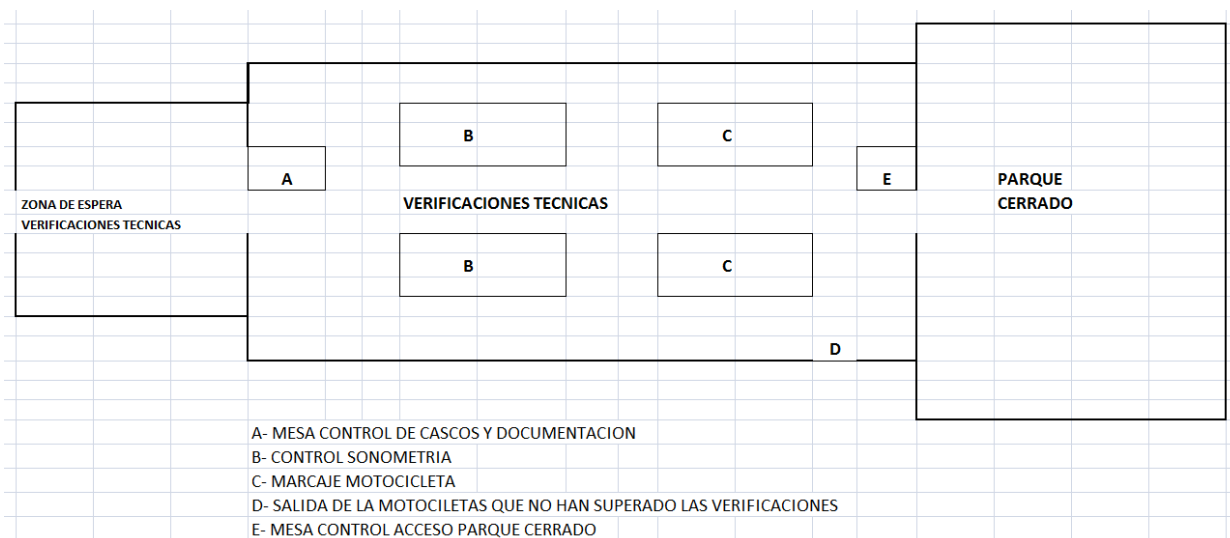 B
C
A
E
PARQUE
CERRADO
ZONA DE ESPERA
VERIFICACIONES TECNICAS
VERIFICACIONES TECNICAS
B
C
D
A- MESA CONTROL DE CASCOS Y DOCUMENTACION
B- CONTROL SONOMETRIA
C- MARCAJE MOTOCICLETA
D- SALIDA DE LA MOTOCILETAS QUE NO HAN SUPERADO LAS VERIFICACIONES
E- MESA CONTROL ACCESO PARQUE CERRADO